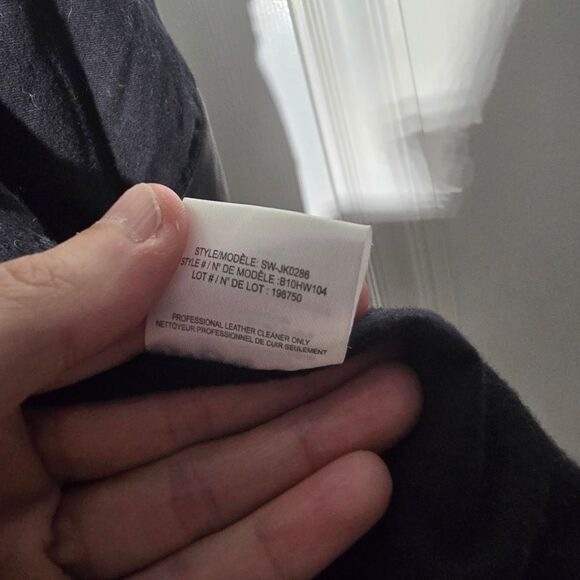 STYLE/MODÈLE: SW-JK0286
STYLE # / N° DE MODÈLE :B10HW104
LOT # / N° DE LOT : 196750
PROFESSIONAL LEATHER CLEANER ONLY
NETTOYEUR PROFESSIONNEL DE CUIR SEULEMENT